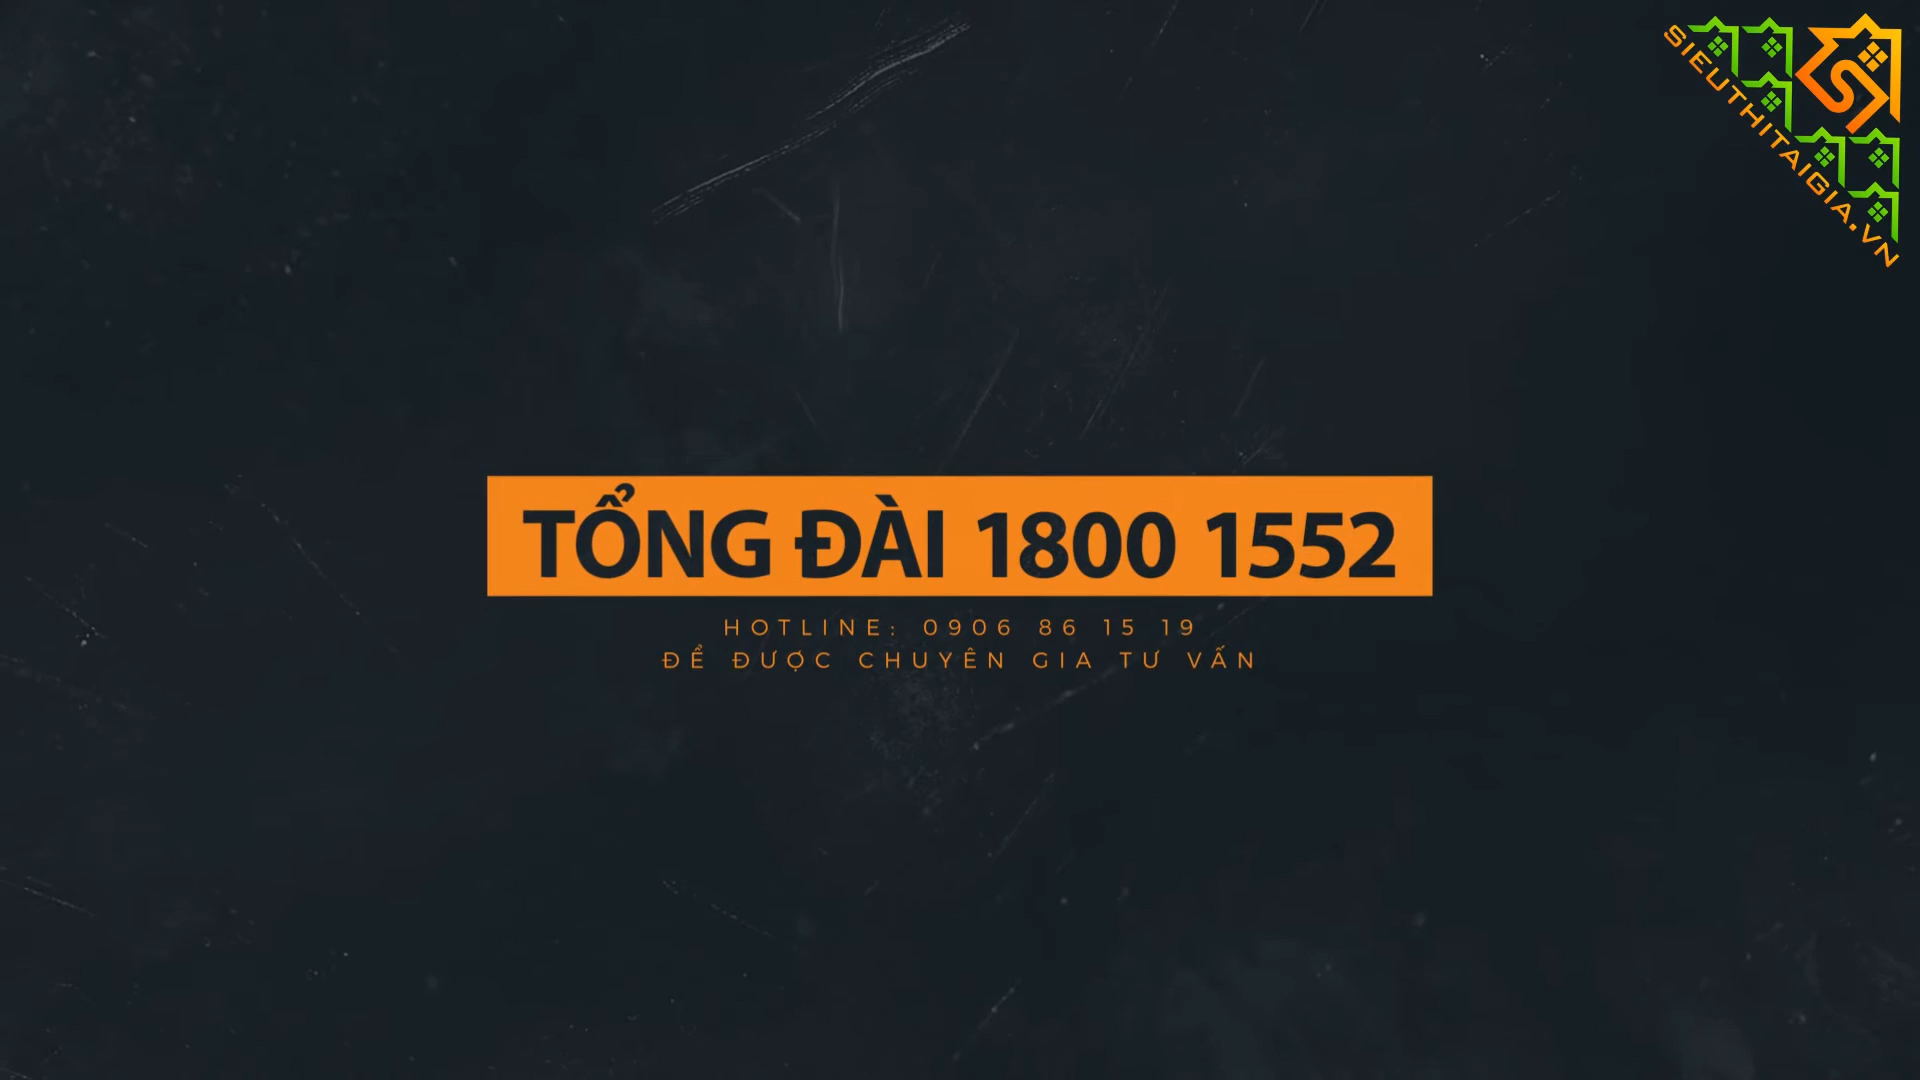 SIEUTHITAIGIA.VN
TỔNG ĐÀI 1800 1552
HOTLINE: 0906 86 15 19
ĐỂ ĐƯỢC CHUYÊN GIA TƯ VẤN